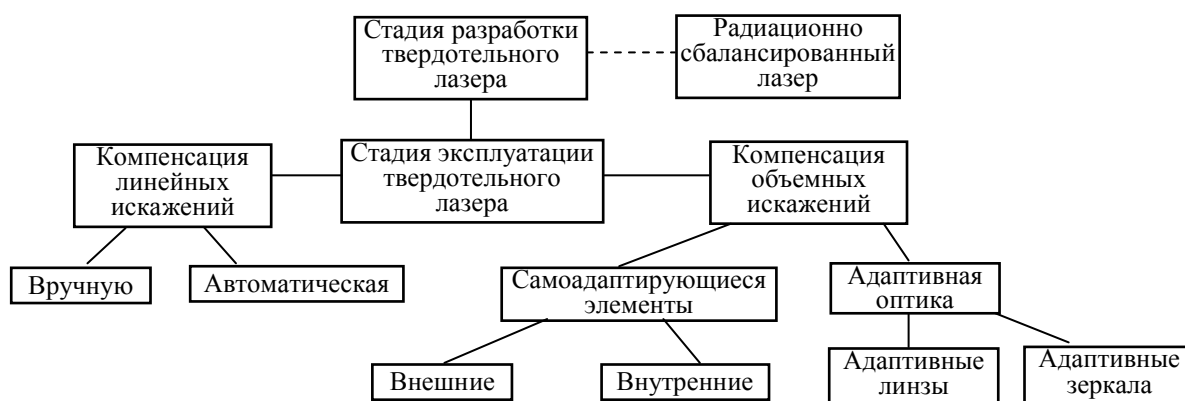 Стадия разработки
твердотельного
лазера
Радиационно
сбалансированный
лазер
Компенсация
линейных
искажений
Стадия эксплуатации
твердотельного
лазера
Компенсация
объемных
искажений
Вручную
Автоматическая
Самоадаптирующиеся
элементы
Адаптивная
оптика
Внешние
Внутренние
Адаптивные
линзы
Адаптивные
зеркала